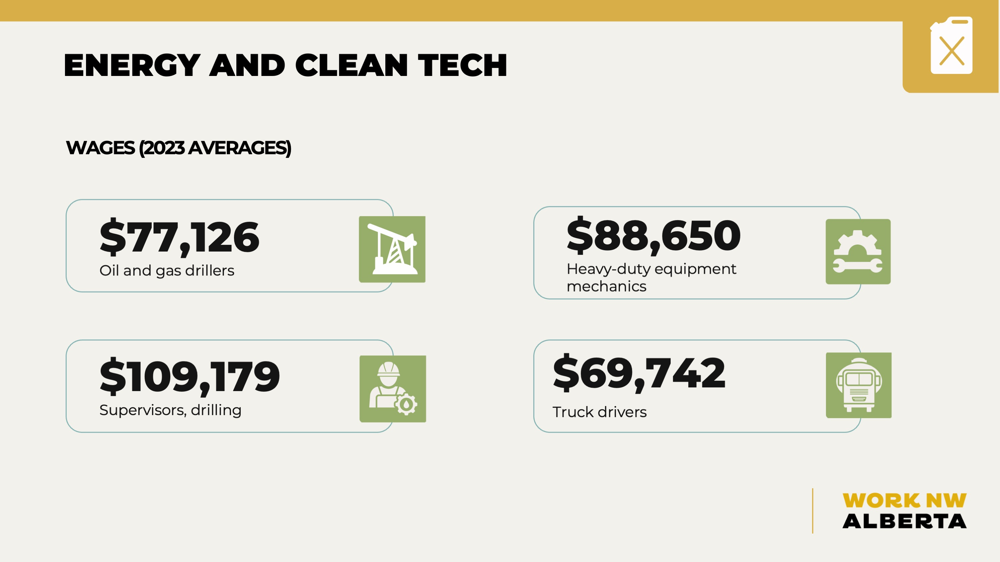 ENERGY AND CLEAN TECH
WAGES (2023 AVERAGES)
$77,126
Oil and gas drillers
$88,650
Heavy-duty equipment
mechanics
$109,179
Supervisors, drilling
$69,742
Truck drivers
WORK NW
ALBERTA